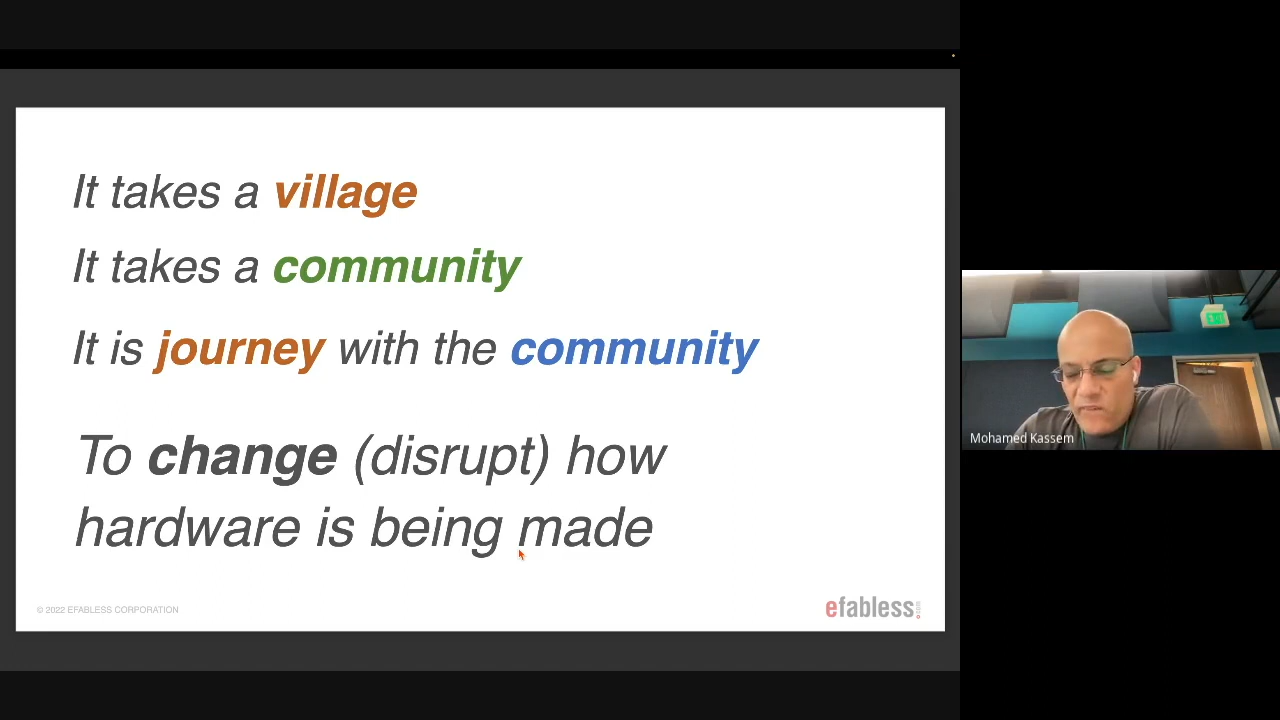 It takes a village
It takes a community
It is journey with the community
To change (disrupt) how
hardware is being made
© 2022 EFABLESS CORPORATION
efabless.com
Mohamed Kassem